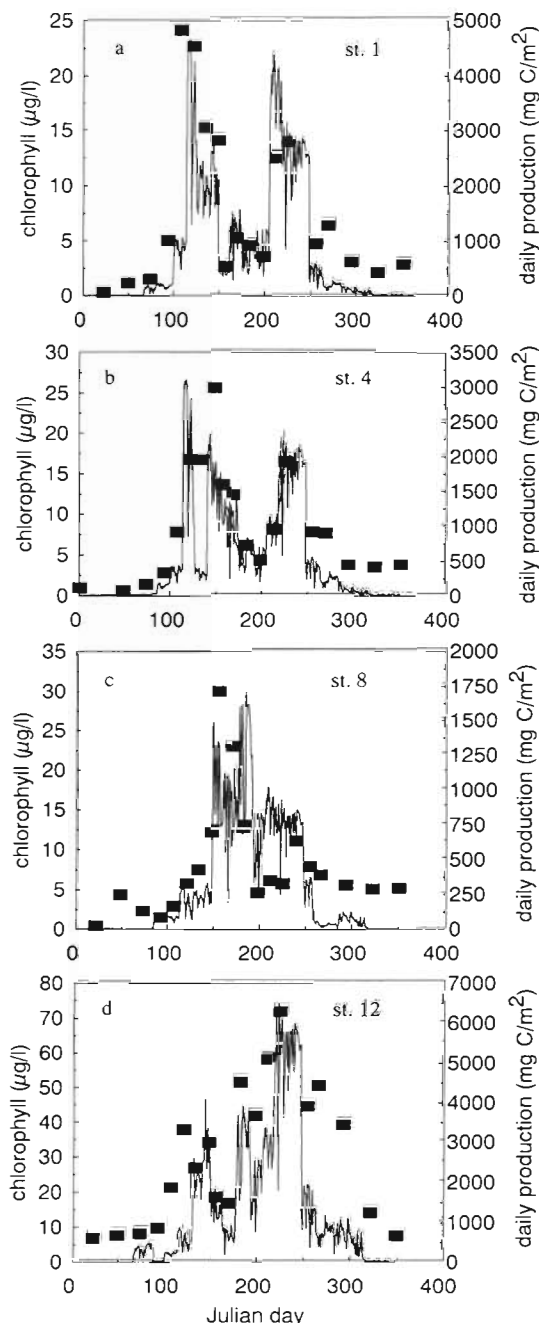 a
st. 1
chlorophyll (µg/l)
25
20
15
10
5
0
daily production (mg C/m²)
5000
4000
3000
2000
1000
0
0 100 200 300 400
b
st. 4
chlorophyll (µg/l)
30
25
20
15
10
5
0
daily production (mg C/m²)
3500
3000
2500
2000
1500
1000
500
0
0 100 200 300 400
c
st. 8
chlorophyll (µg/l)
35
30
25
20
15
10
5
0
daily production (mg C/m²)
2000
1750
1500
1250
1000
750
500
250
0
0 100 200 300 400
d
st. 12
chlorophyll (µg/l)
80
70
60
50
40
30
20
10
0
daily production (mg C/m²)
7000
6000
5000
4000
3000
2000
1000
0
0 100 200 300 400
Julian day